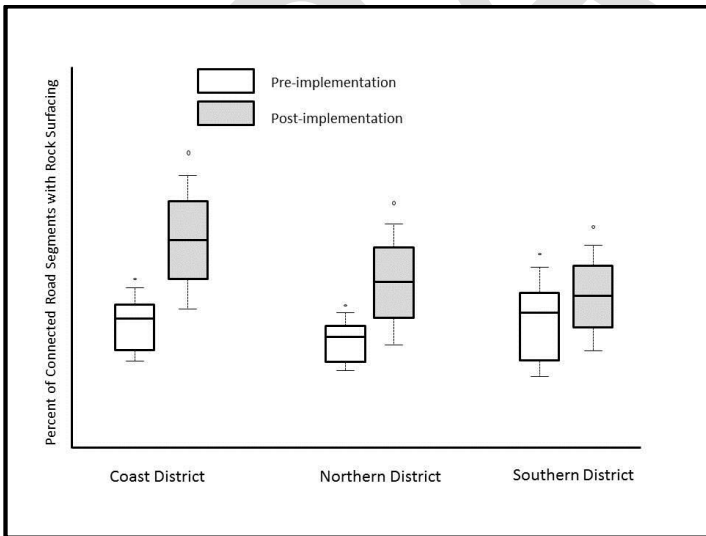 Percent of Connected Road Segments with Rock Surfacing
Pre-implementation
Post-implementation
Coast District
Northern District
Southern District